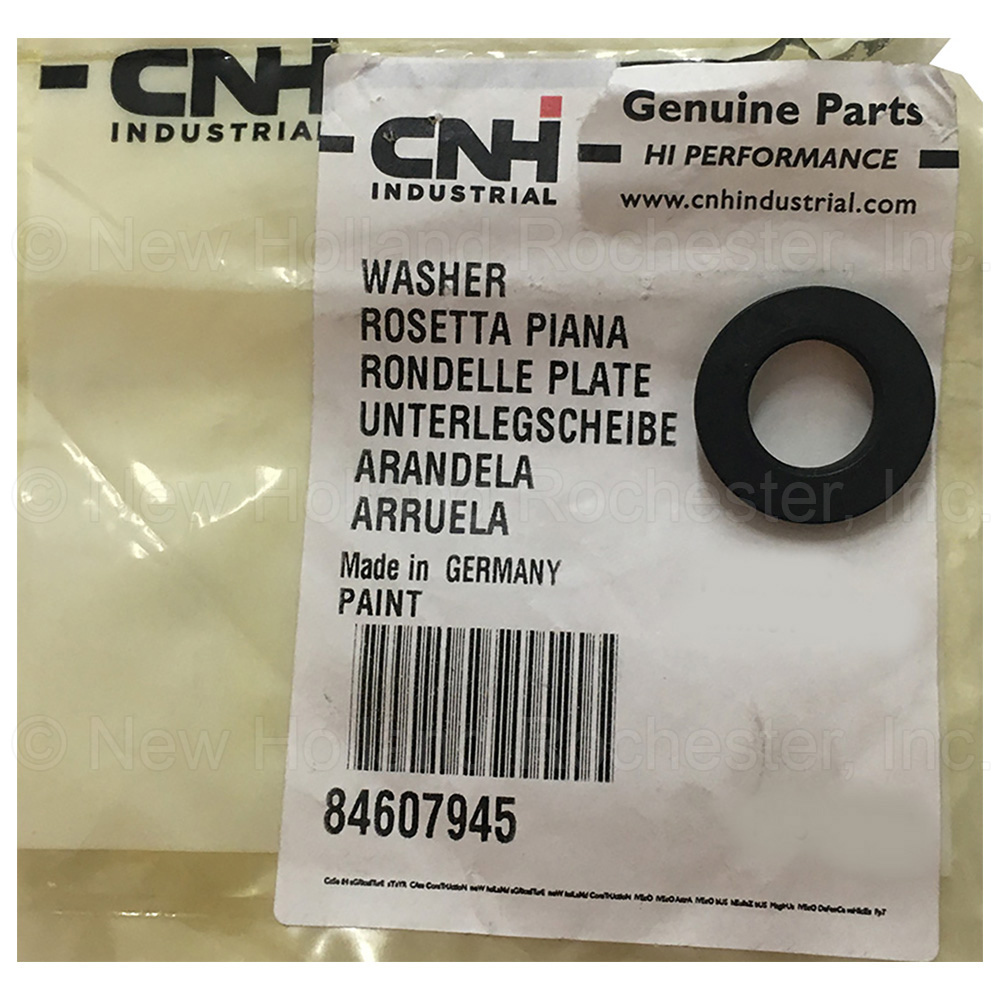 CNH
INDUSTRIAL
CNH
INDUSTRIAL
Genuine Parts
HI PERFORMANCE
www.cnhindustrial.com
© New Holland Rochester, Inc.
WASHER
ROSETTA PIANA
RONDELLE PLATE
UNTERLEGSCHEIBE
ARANDELA
ARRUELA
© New Holland Rochester, Inc.
Made in GERMANY
PAINT
© New Holland Rochester, Inc.
84607945